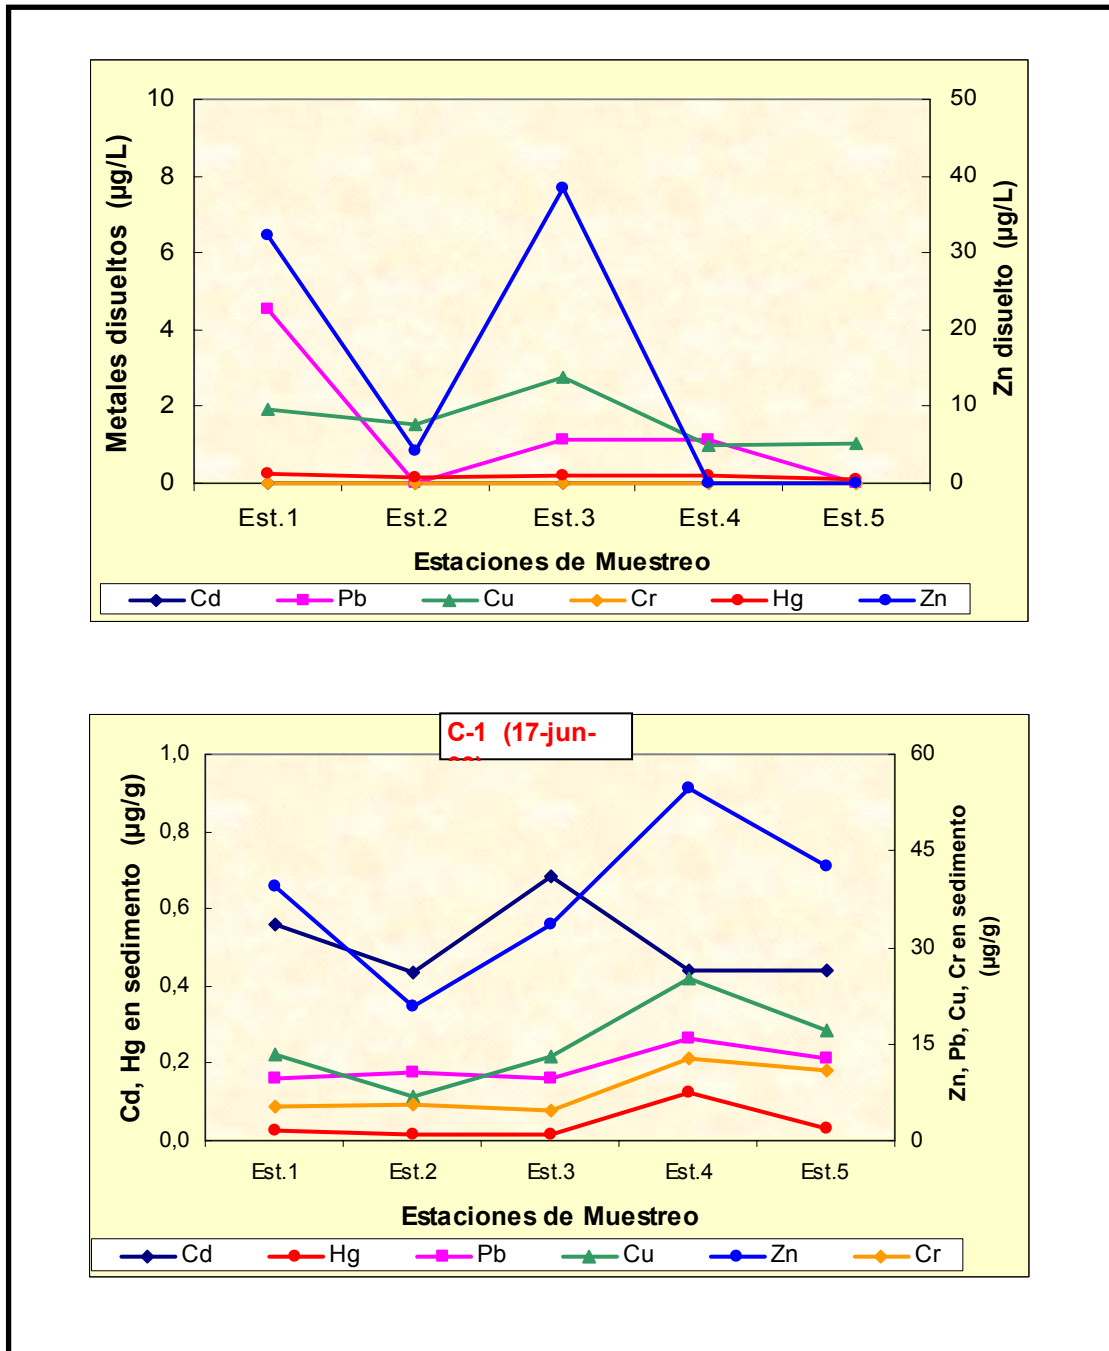 10
8
6
4
2
0
50
40
30
20
10
0
Metales disueltos (µg/L)
Zn disuelto (µg/L)
Est.1 Est.2 Est.3 Est.4 Est.5
Estaciones de Muestreo
Cd Pb Cu Cr Hg Zn
C-1 (17-jun-
1,0
0,8
0,6
0,4
0,2
0,0
60
45
30
15
0
Cd, Hg en sedimento (µg/g)
Zn, Pb, Cu, Cr en sedimento
(µg/g)
Est.1 Est.2 Est.3 Est.4 Est.5
Estaciones de Muestreo
Cd Hg Pb Cu Zn Cr